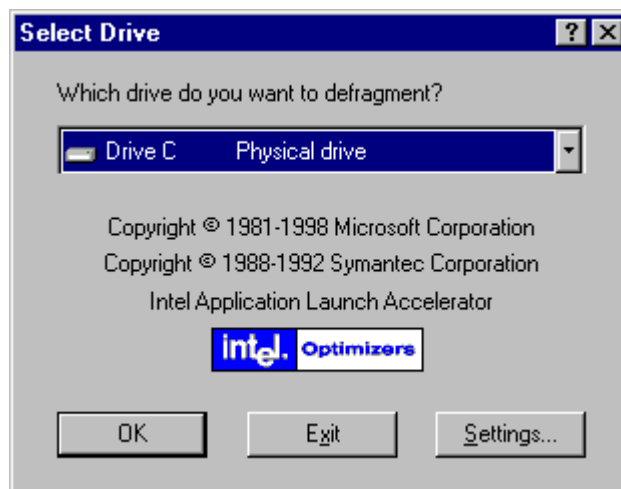 Select Drive
Which drive do you want to defragment?
Drive C Physical drive
Copyright © 1981-1998 Microsoft Corporation
Copyright © 1988-1992 Symantec Corporation
Intel Application Launch Accelerator
intel. Optimizers
OK Exit Settings...